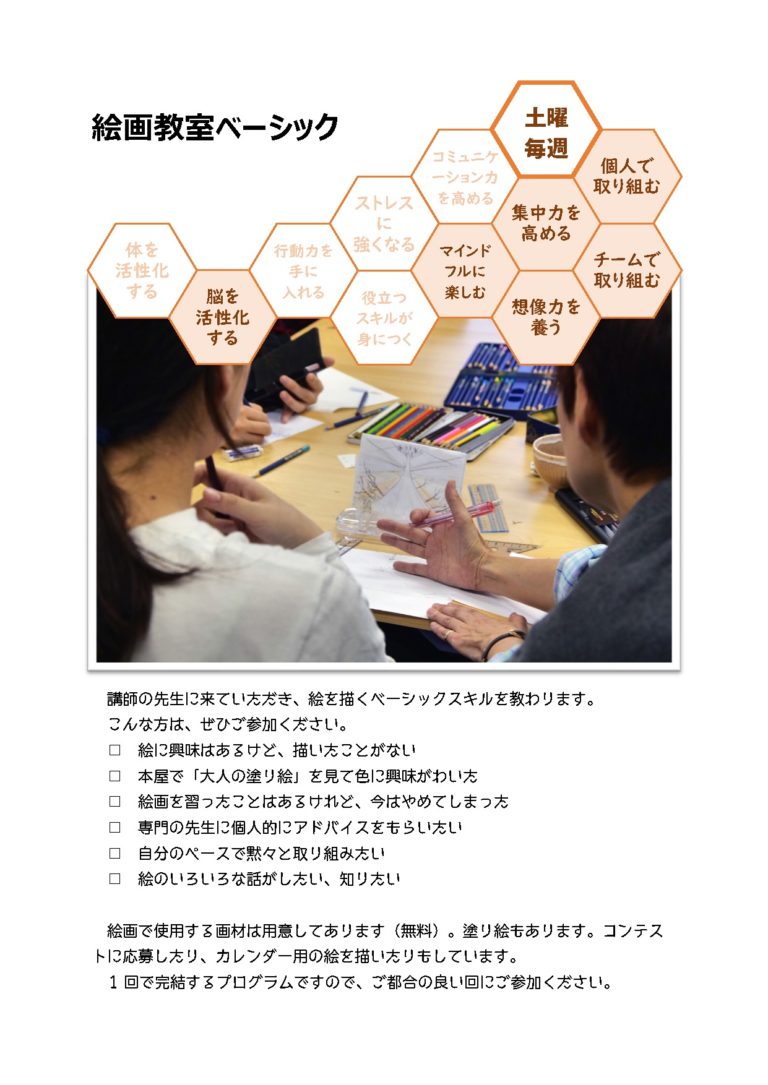 絵画教室ベーシック
土曜
毎週
コミュニケ
ーション力
を高める
個人で
取り組む
ストレス
に
強くなる
集中力を
高める
体を
活性化
する
行動力を
手に
入れる
マインド
フルに
楽しむ
チームで
取り組む
脳を
活性化
する
役立つ
スキルが
身につく
想像力を
養う
講師の先生に来ていただき、絵を描くベーシックスキルを教わります。
こんな方は、ぜひご参加ください。
□ 絵に興味はあるけど、描いたことがない
□ 本屋で「大人の塗り絵」を見て色に興味がわいた
□ 絵画を習ったことはあるけれど、今はやめてしまった
□ 専門の先生に個人的にアドバイスをもらいたい
□ 自分のペースで黙々と取り組みたい
□ 絵のいろいろな話がしたい、知りたい
絵画で使用する画材は用意してあります（無料）。塗り絵もあります。コンテス
トに応募したり、カレンダー用の絵を描いたりもしています。
１回で完結するプログラムですので、ご都合の良い回にご参加ください。